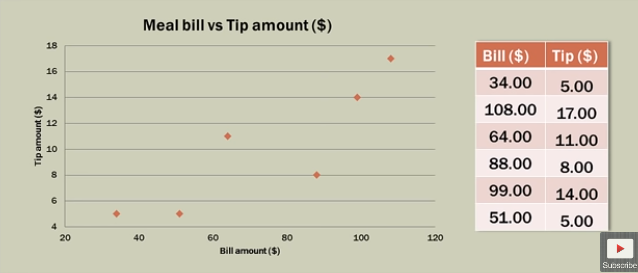 Meal bill vs Tip amount ($)
18
16
14
12
10
8
6
4
Tip amount ($)
20 40 60 80 100 120
Bill amount ($)
Bill ($) Tip ($)
34.00 5.00
108.00 17.00
64.00 11.00
88.00 8.00
99.00 14.00
51.00 5.00
Subscribe